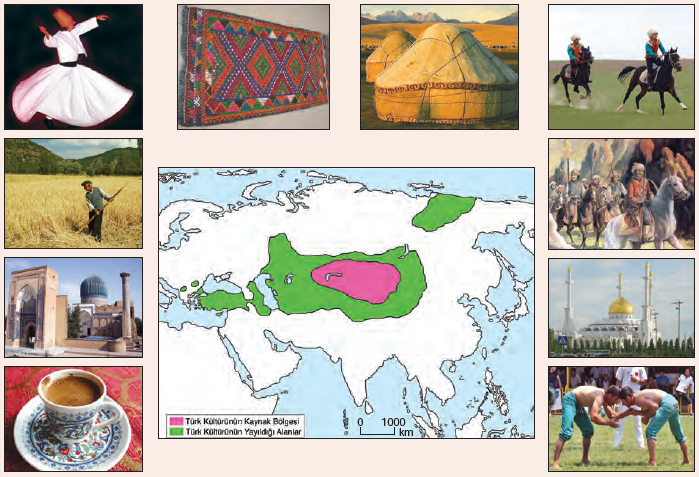 Türk Kültürünün Kaynak Bölgesi
Türk Kültürünün Yayıldığı Alanlar
0 1000
km